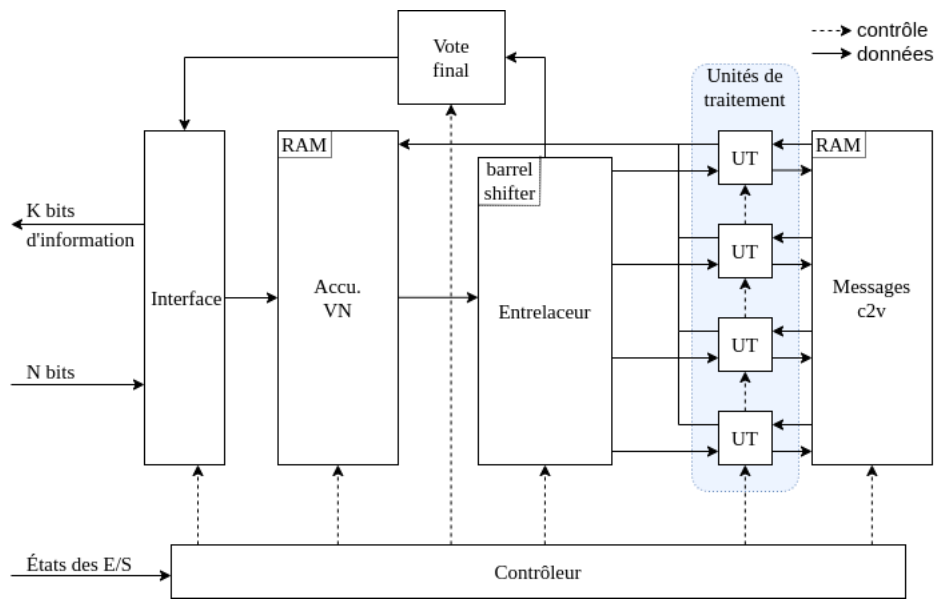 Vote
final
contrôle
données
Unités de
traitement
RAM
UT
RAM
barrel
shifter
K bits
d'information
UT
Interface
Accu.
VN
Entrelaceur
Messages
c2v
UT
N bits
UT
États des E/S
Contrôleur